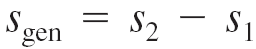 s_gen = s_2 − s_1